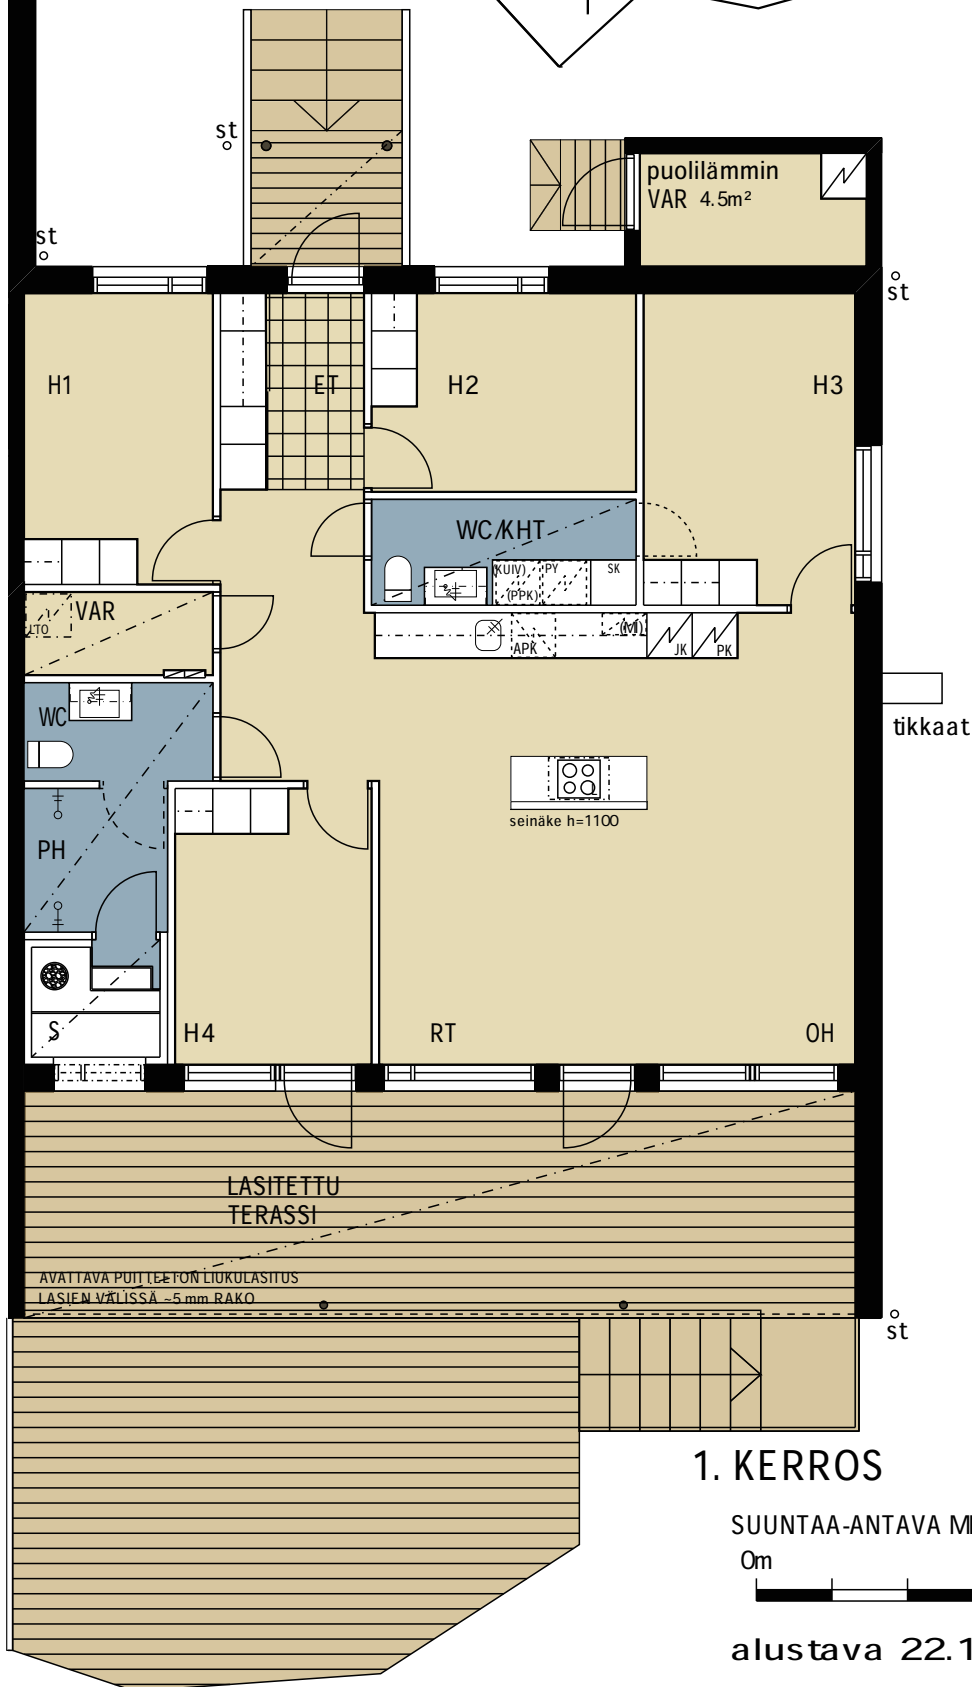 st
puolilämmin
VAR 4.5m²
st
st
H1
ET
H2
H3
WC/KHT
(KUIV)
PY
SK
(PPK)
VAR
LTO
APK
(MI)
JK
PK
WC
tikkaat
L
seinäke h=1100
PH
S
H4
RT
OH
LASITETTU
TERASSI
AVATTAVA PUITTEETON LIUKULASITUS
LASIEN VÄLISSÄ ~5 mm RAKO
st
1. KERROS
SUUNTAA-ANTAVA
0m
alustava 22.1